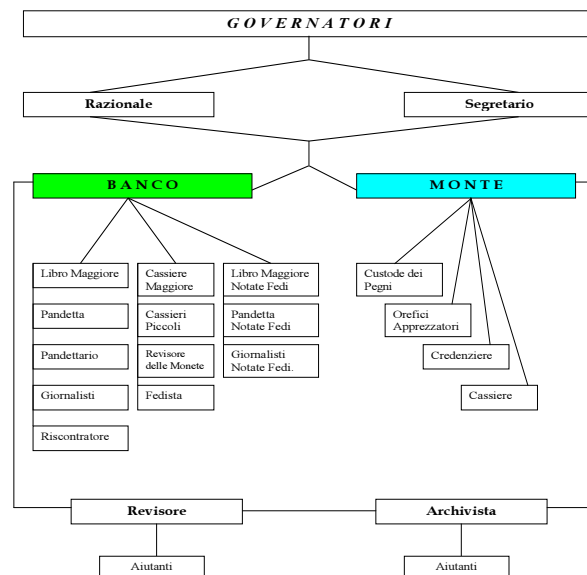 GOVERNATORI
Razionale
Segretario
BANCO
MONTE
Libro Maggiore
Pandetta
Pandettario
Giornalisti
Riscontratore
Cassiere
Maggiore
Cassieri
Piccoli
Revisore
delle Monete
Fedista
Libro Maggiore
Notate Fedi
Pandetta
Notate Fedi
Giornalisti
Notate Fedi.
Custode dei
Pegni
Orefici
Apprezzatori
Credenziere
Cassiere
Revisore
Archivista
Aiutanti
Aiutanti